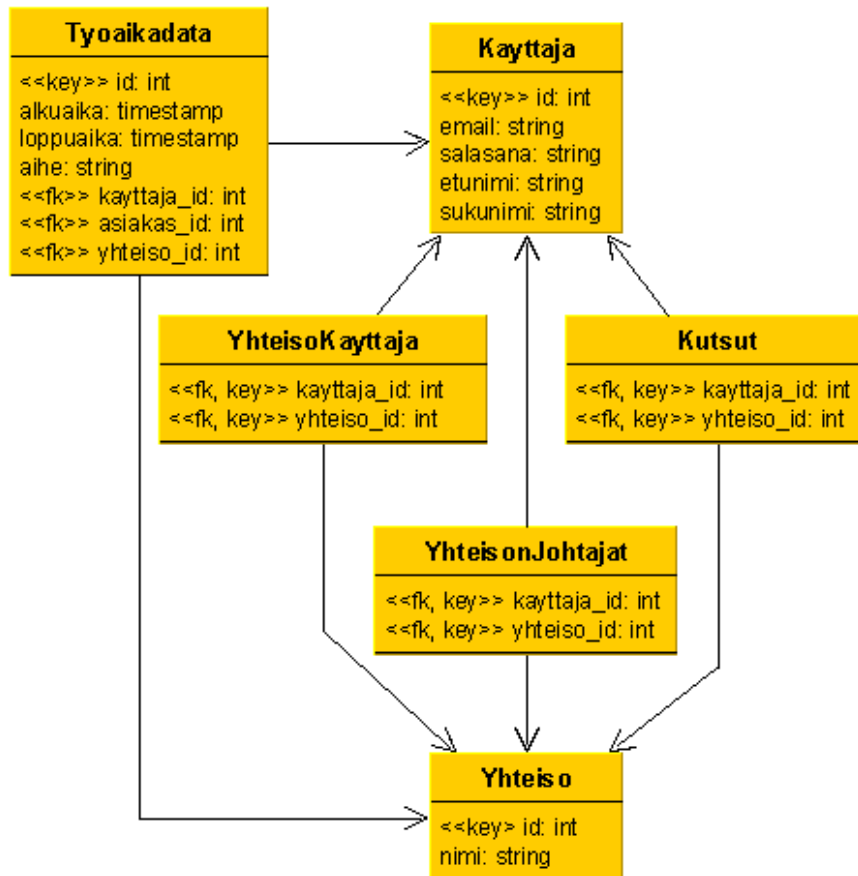 Tyoaikadata
<<key>> id: int
alkuaika: timestamp
loppuaika: timestamp
aihe: string
<<fk>> kayttaja_id: int
<<fk>> asiakas_id: int
<<fk>> yhteiso_id: int
Kayttaja
<<key>> id: int
email: string
salasana: string
etunimi: string
sukunimi: string
YhteisoKayttaja
<<fk, key>> kayttaja_id: int
<<fk, key>> yhteiso_id: int
Kutsut
<<fk, key>> kayttaja_id: int
<<fk, key>> yhteiso_id: int
YhteisonJohtajat
<<fk, key>> kayttaja_id: int
<<fk, key>> yhteiso_id: int
Yhteiso
<<key> id: int
nimi: string